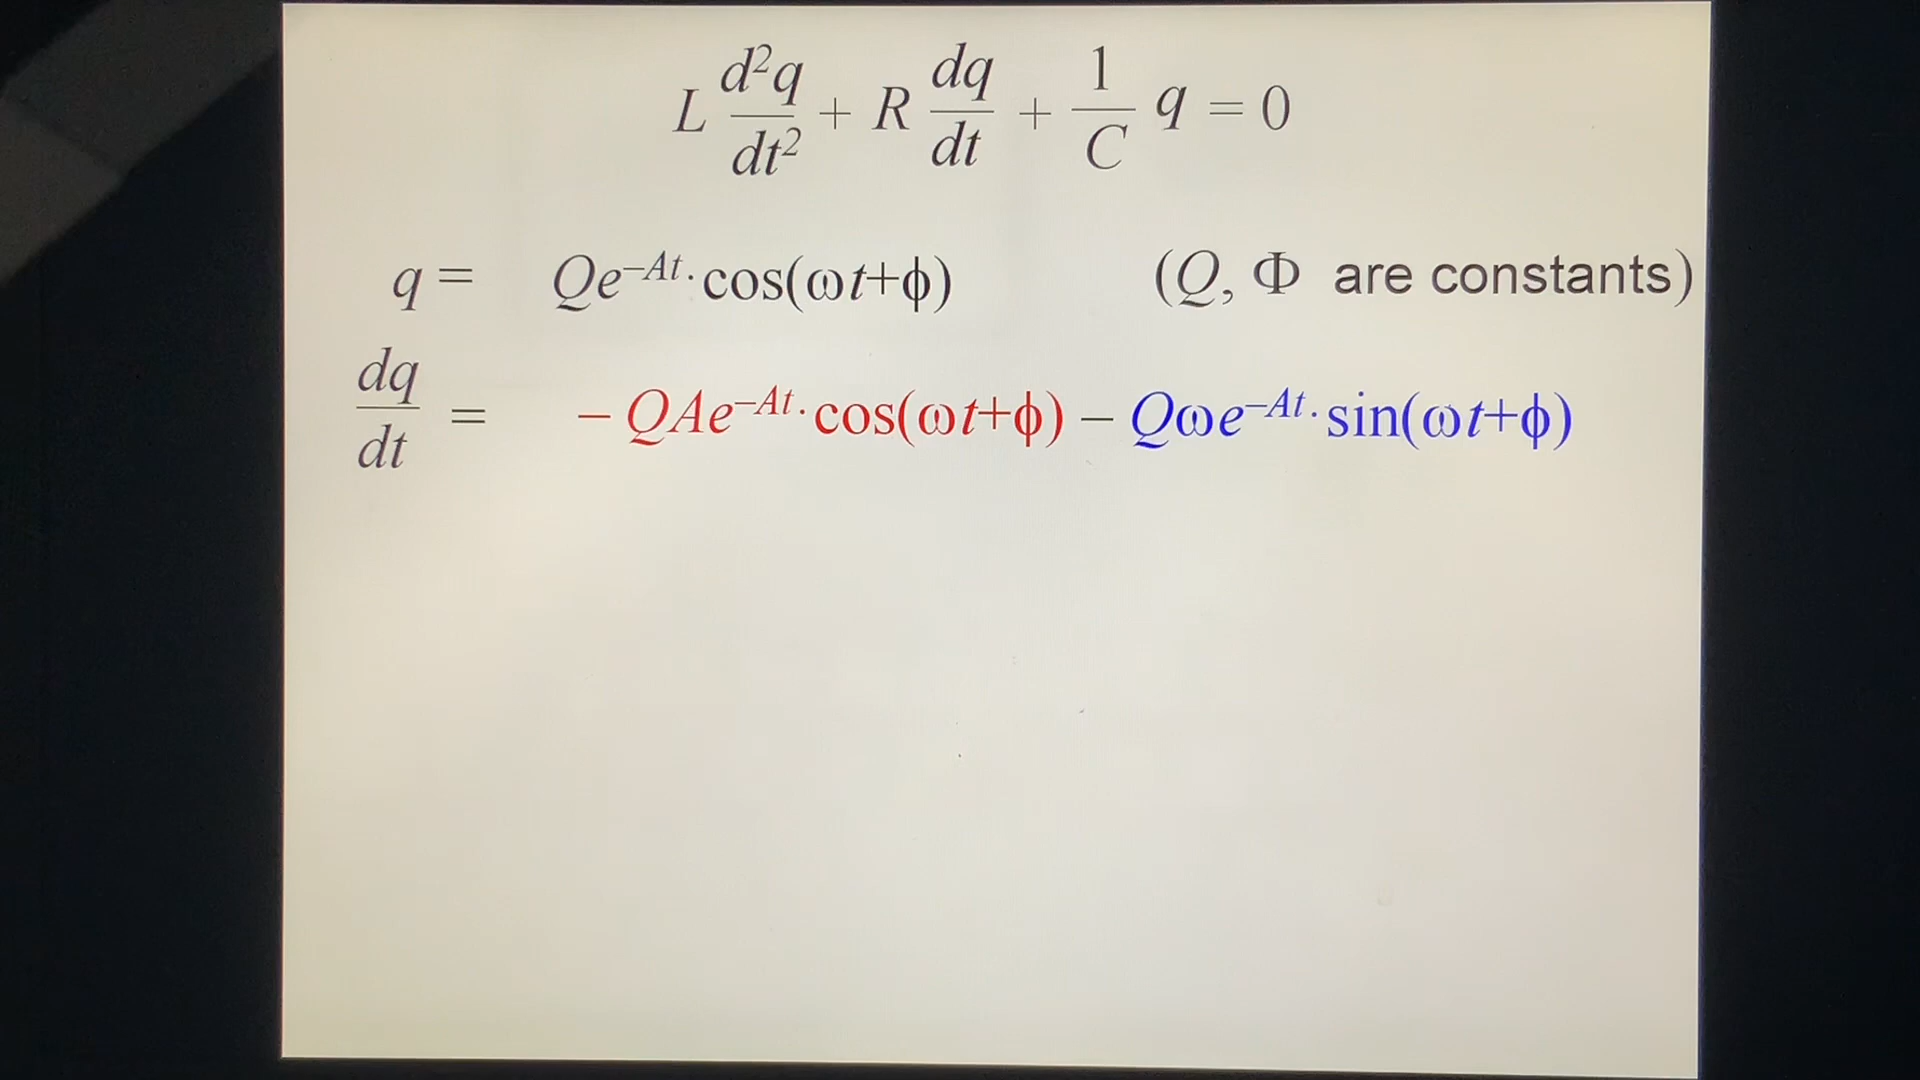 L d²q/dt² + R dq/dt + 1/C q = 0
q = Qe⁻ᴬᵗ·cos(ωt+ϕ) (Q, Φ are constants)
dq/dt = – QAe⁻ᴬᵗ·cos(ωt+ϕ) – Qωe⁻ᴬᵗ·sin(ωt+ϕ)